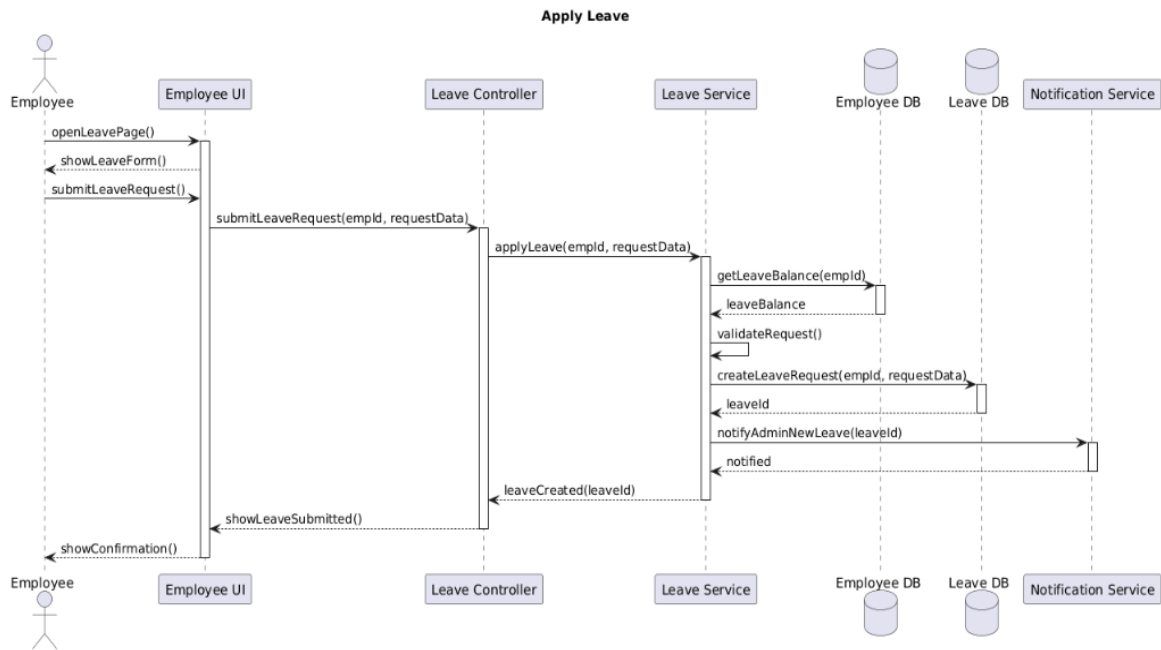 Apply Leave
Employee
Employee UI
Leave Controller
Leave Service
Employee DB
Leave DB
Notification Service
openLeavePage()
showLeaveForm()
submitLeaveRequest()
submitLeaveRequest(empId, requestData)
applyLeave(empId, requestData)
getLeaveBalance(empId)
leaveBalance
validateRequest()
createLeaveRequest(empId, requestData)
leaveId
notifyAdminNewLeave(leaveId)
notified
leaveCreated(leaveId)
showLeaveSubmitted()
showConfirmation()
Employee
Employee UI
Leave Controller
Leave Service
Employee DB
Leave DB
Notification Service